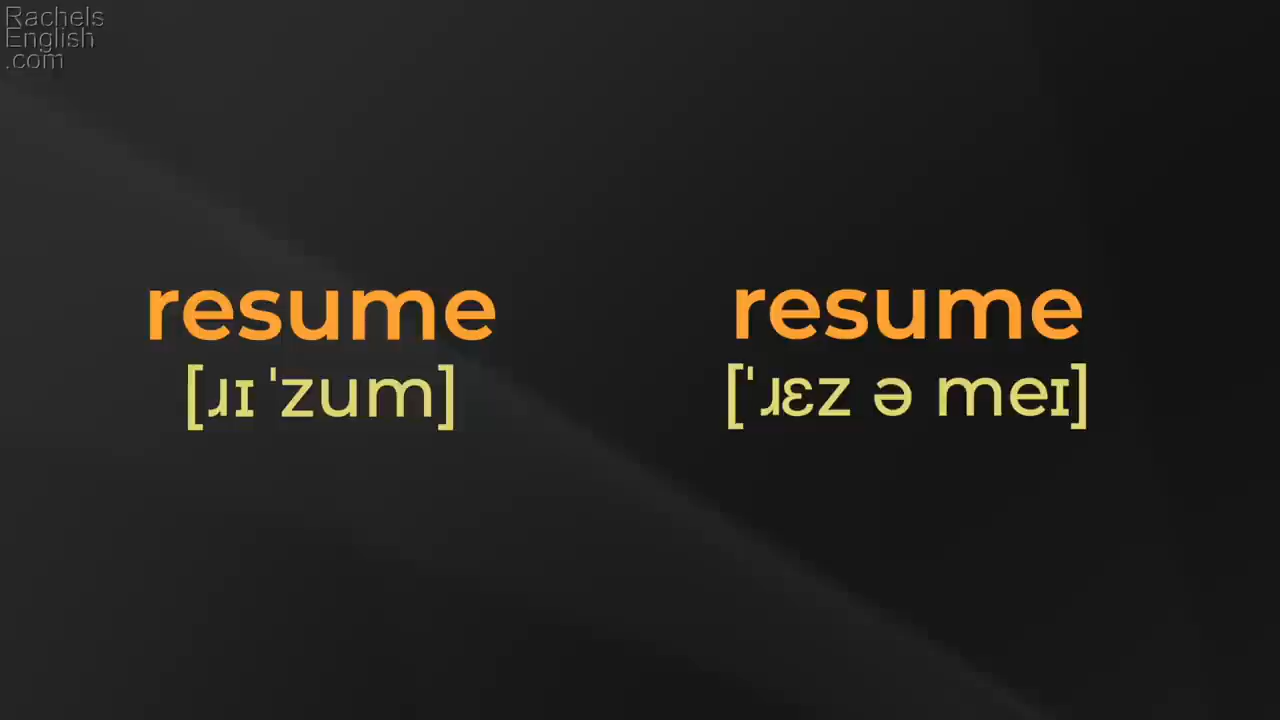 Rachels
English
.com
resume resume
[ɹɪ ˈzum] [ˈɹɛz ə meɪ]